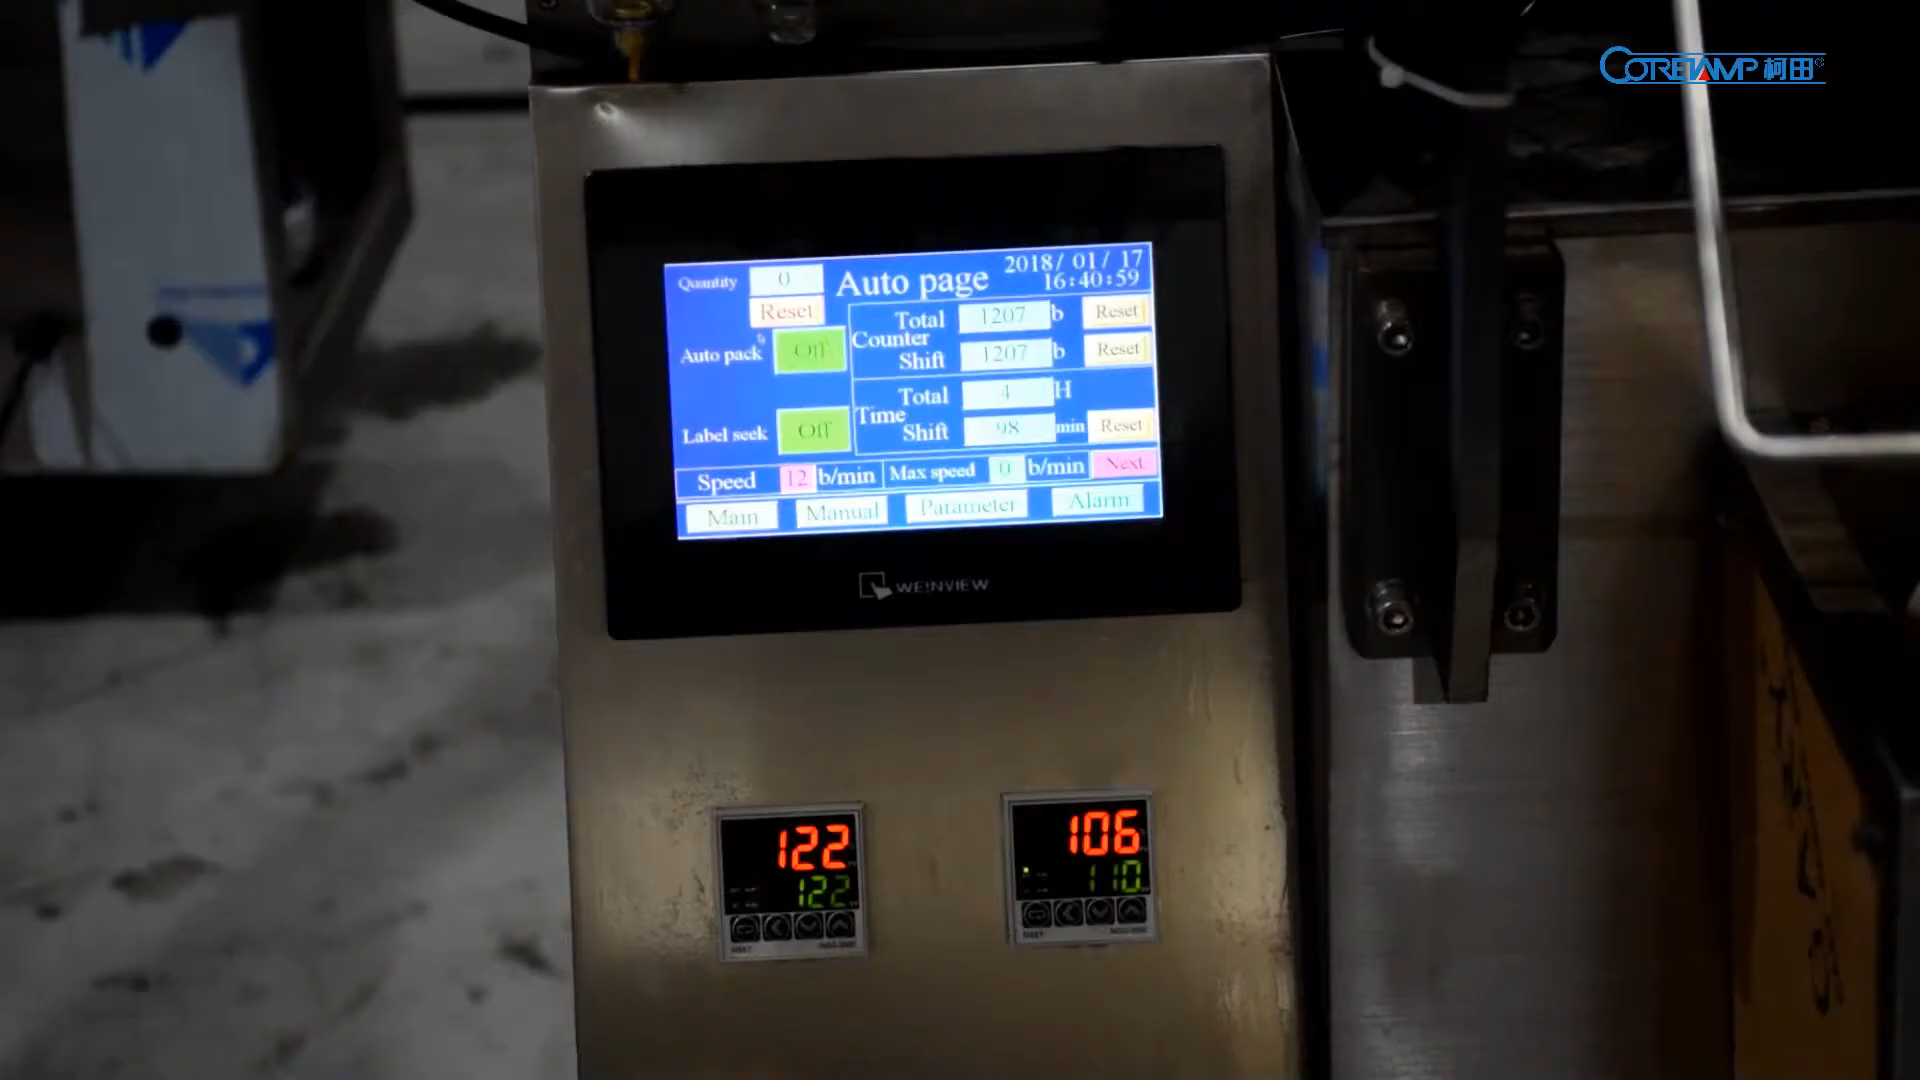 CORETAMP 柯田®
Quantity 0 Auto page 2018/ 01/ 17
16:40:59
Reset
Total 1207 b Reset
Counter
Auto pack Off Shift 1207 b Reset
Total 4 H
Time
Label seek Off Shift 98 min Reset
Speed 12 b/min Max speed 0 b/min Next
Main Manual Parameter Alarm
WEINVIEW
122
122
106
110